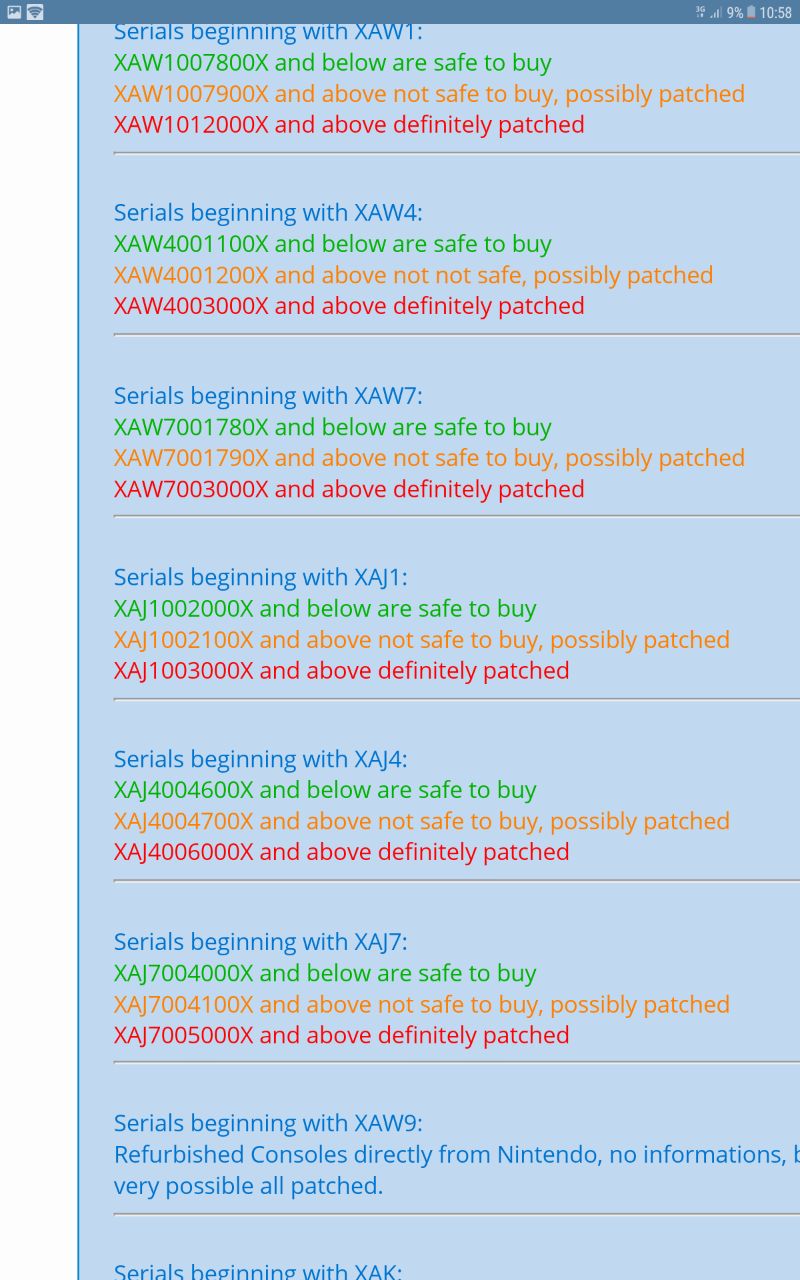 3G 9% 10:58
Serials beginning with XAW1:
XAW1007800X and below are safe to buy
XAW1007900X and above not safe to buy, possibly patched
XAW1012000X and above definitely patched
Serials beginning with XAW4:
XAW4001100X and below are safe to buy
XAW4001200X and above not not safe, possibly patched
XAW4003000X and above definitely patched
Serials beginning with XAW7:
XAW7001780X and below are safe to buy
XAW7001790X and above not safe to buy, possibly patched
XAW7003000X and above definitely patched
Serials beginning with XAJ1:
XAJ1002000X and below are safe to buy
XAJ1002100X and above not safe to buy, possibly patched
XAJ1003000X and above definitely patched
Serials beginning with XAJ4:
XAJ4004600X and below are safe to buy
XAJ4004700X and above not safe to buy, possibly patched
XAJ4006000X and above definitely patched
Serials beginning with XAJ7:
XAJ7004000X and below are safe to buy
XAJ7004100X and above not safe to buy, possibly patched
XAJ7005000X and above definitely patched
Serials beginning with XAW9:
Refurbished Consoles directly from Nintendo, no informations,
very possible all patched.
Serials beginning with XAK: